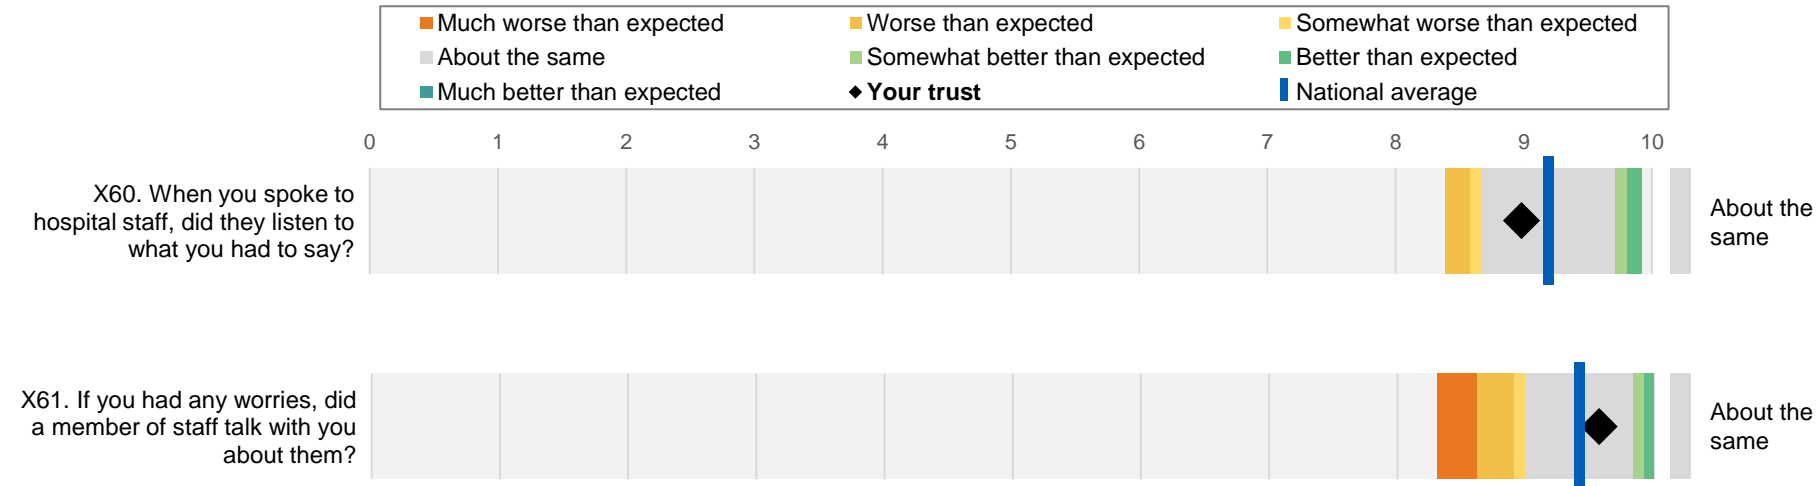 Much worse than expected
Worse than expected
Somewhat worse than expected
About the same
Somewhat better than expected
Better than expected
Much better than expected
Your trust
National average
0 1 2 3 4 5 6 7 8 9 10
X60. When you spoke to
hospital staff, did they listen to
what you had to say?
About the
same
X61. If you had any worries, did
a member of staff talk with you
about them?
About the
same